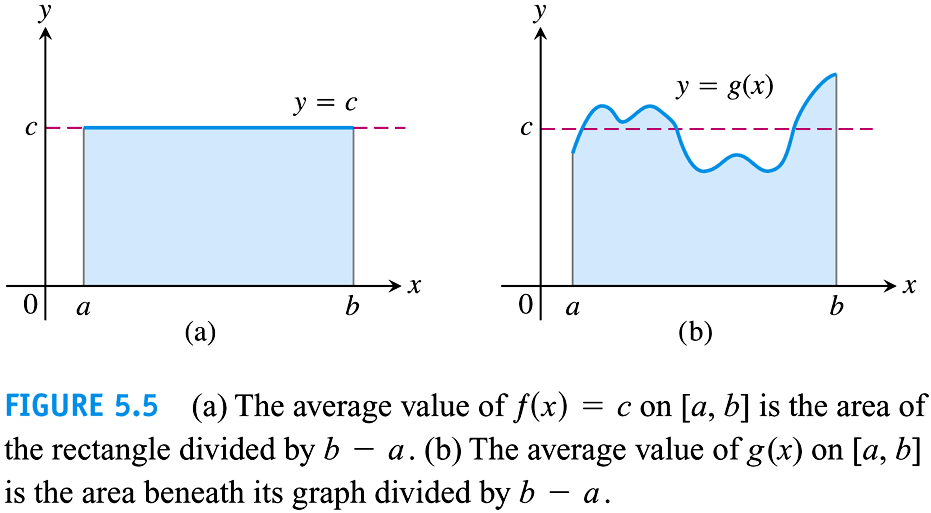 y
y = c
c
0
a
b
x
(a)
y
y = g(x)
c
0
a
b
x
(b)
FIGURE 5.5 (a) The average value of f(x) = c on [a, b] is the area of
the rectangle divided by b − a. (b) The average value of g(x) on [a, b]
is the area beneath its graph divided by b − a.